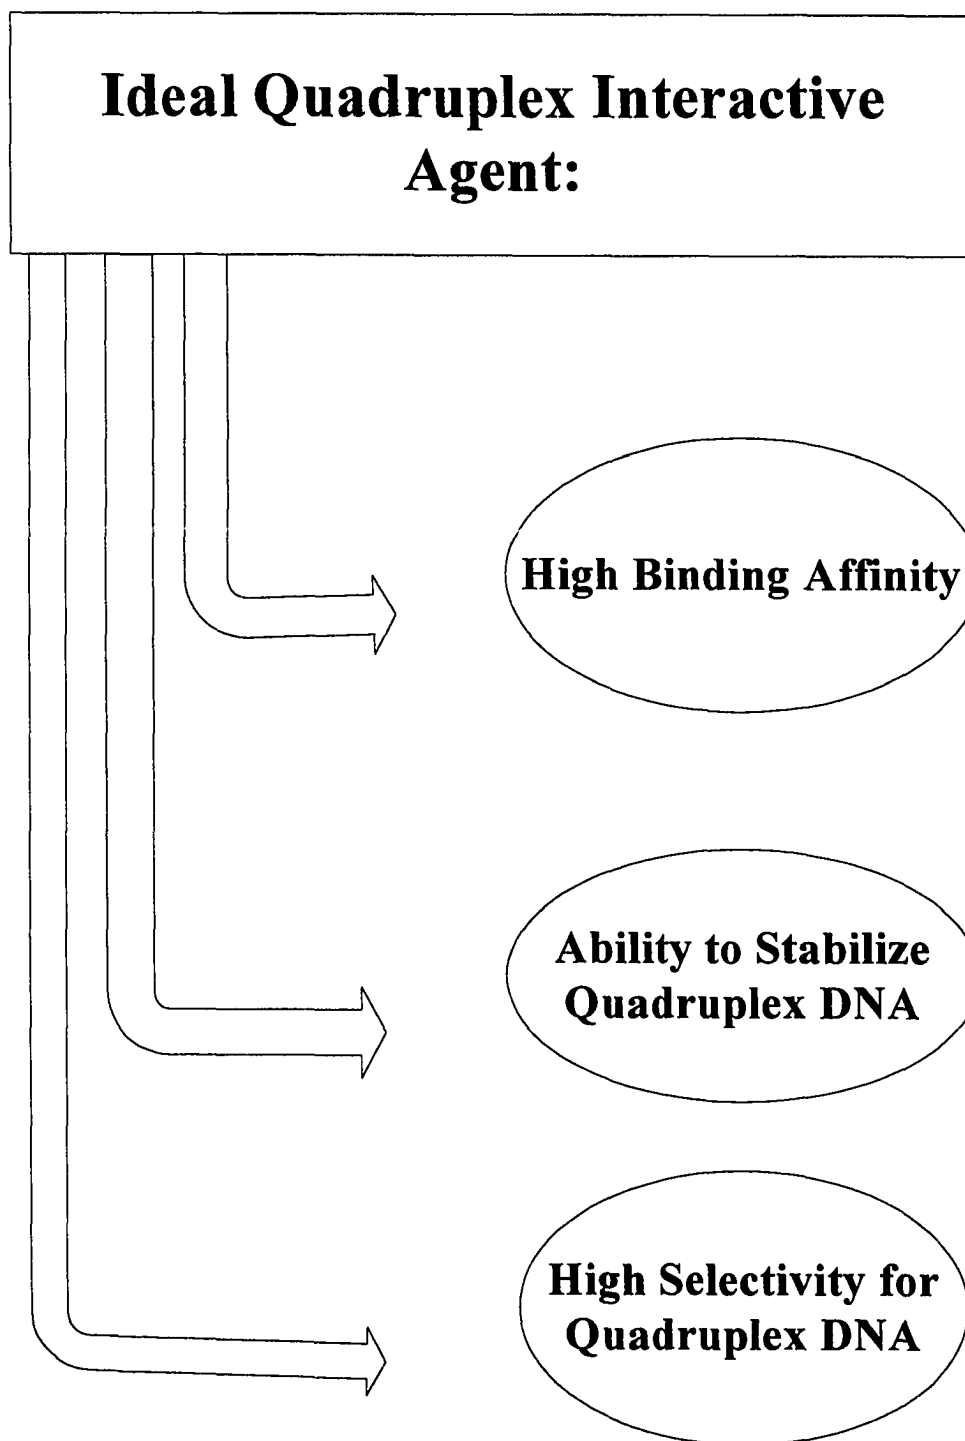 Ideal Quadruplex Interactive
Agent:
High Binding Affinity
Ability to Stabilize
Quadruplex DNA
High Selectivity for
Quadruplex DNA